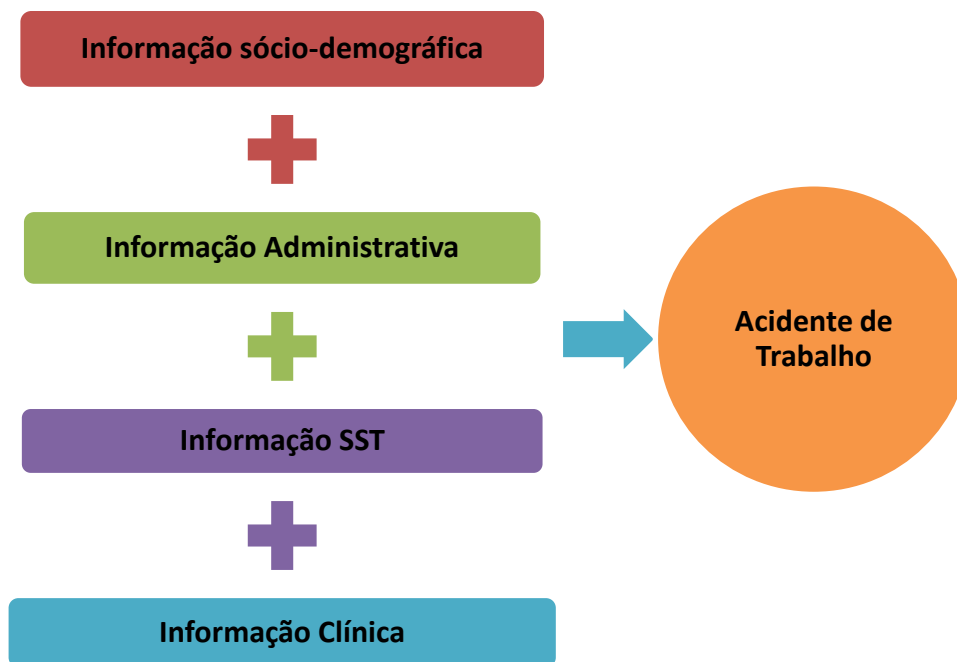 Informação sócio-demográfica
Informação Administrativa
Informação SST
Informação Clínica
Acidente de
Trabalho